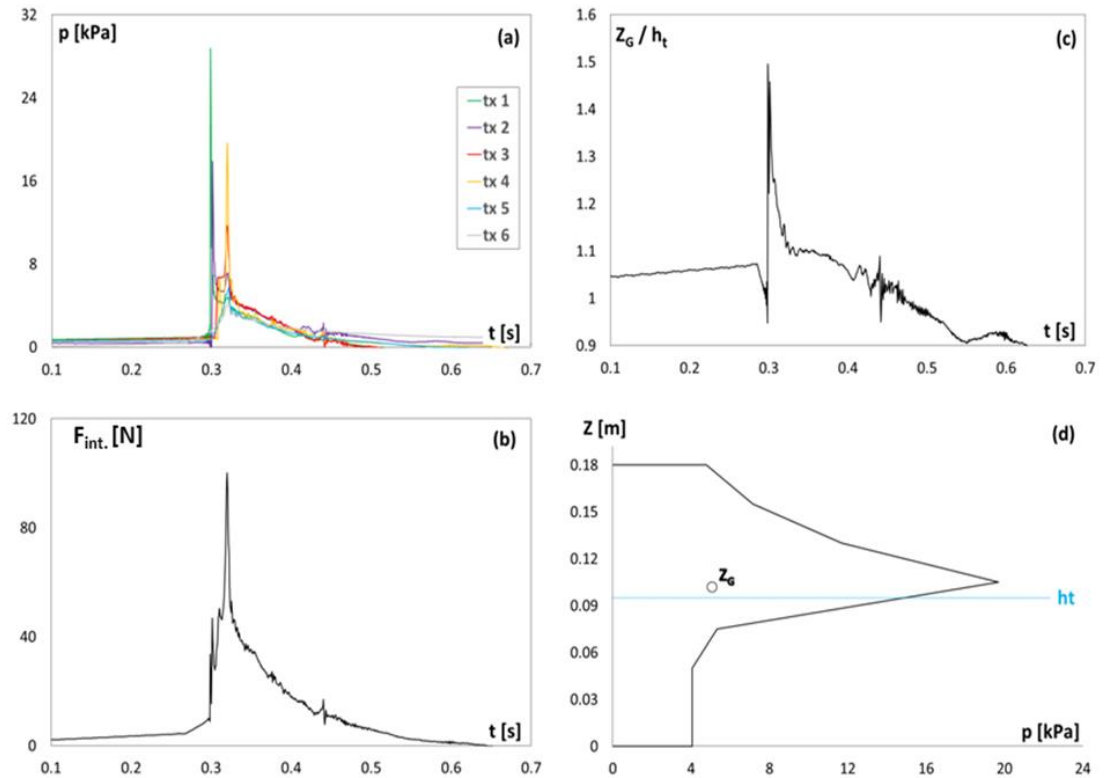 p [kPa]
(a)
32
24
16
8
0
tx 1
tx 2
tx 3
tx 4
tx 5
tx 6
t [s]
0.1 0.2 0.3 0.4 0.5 0.6 0.7
Z_G / h_t
(c)
1.6
1.5
1.4
1.3
1.2
1.1
1
0.9
t [s]
0.1 0.2 0.3 0.4 0.5 0.6 0.7
F_int. [N]
(b)
120
80
40
0
t [s]
0.1 0.2 0.3 0.4 0.5 0.6 0.7
Z [m]
(d)
0.18
0.15
0.12
0.09
0.06
0.03
0
Z_G
ht
p [kPa]
0 4 8 12 16 20 24